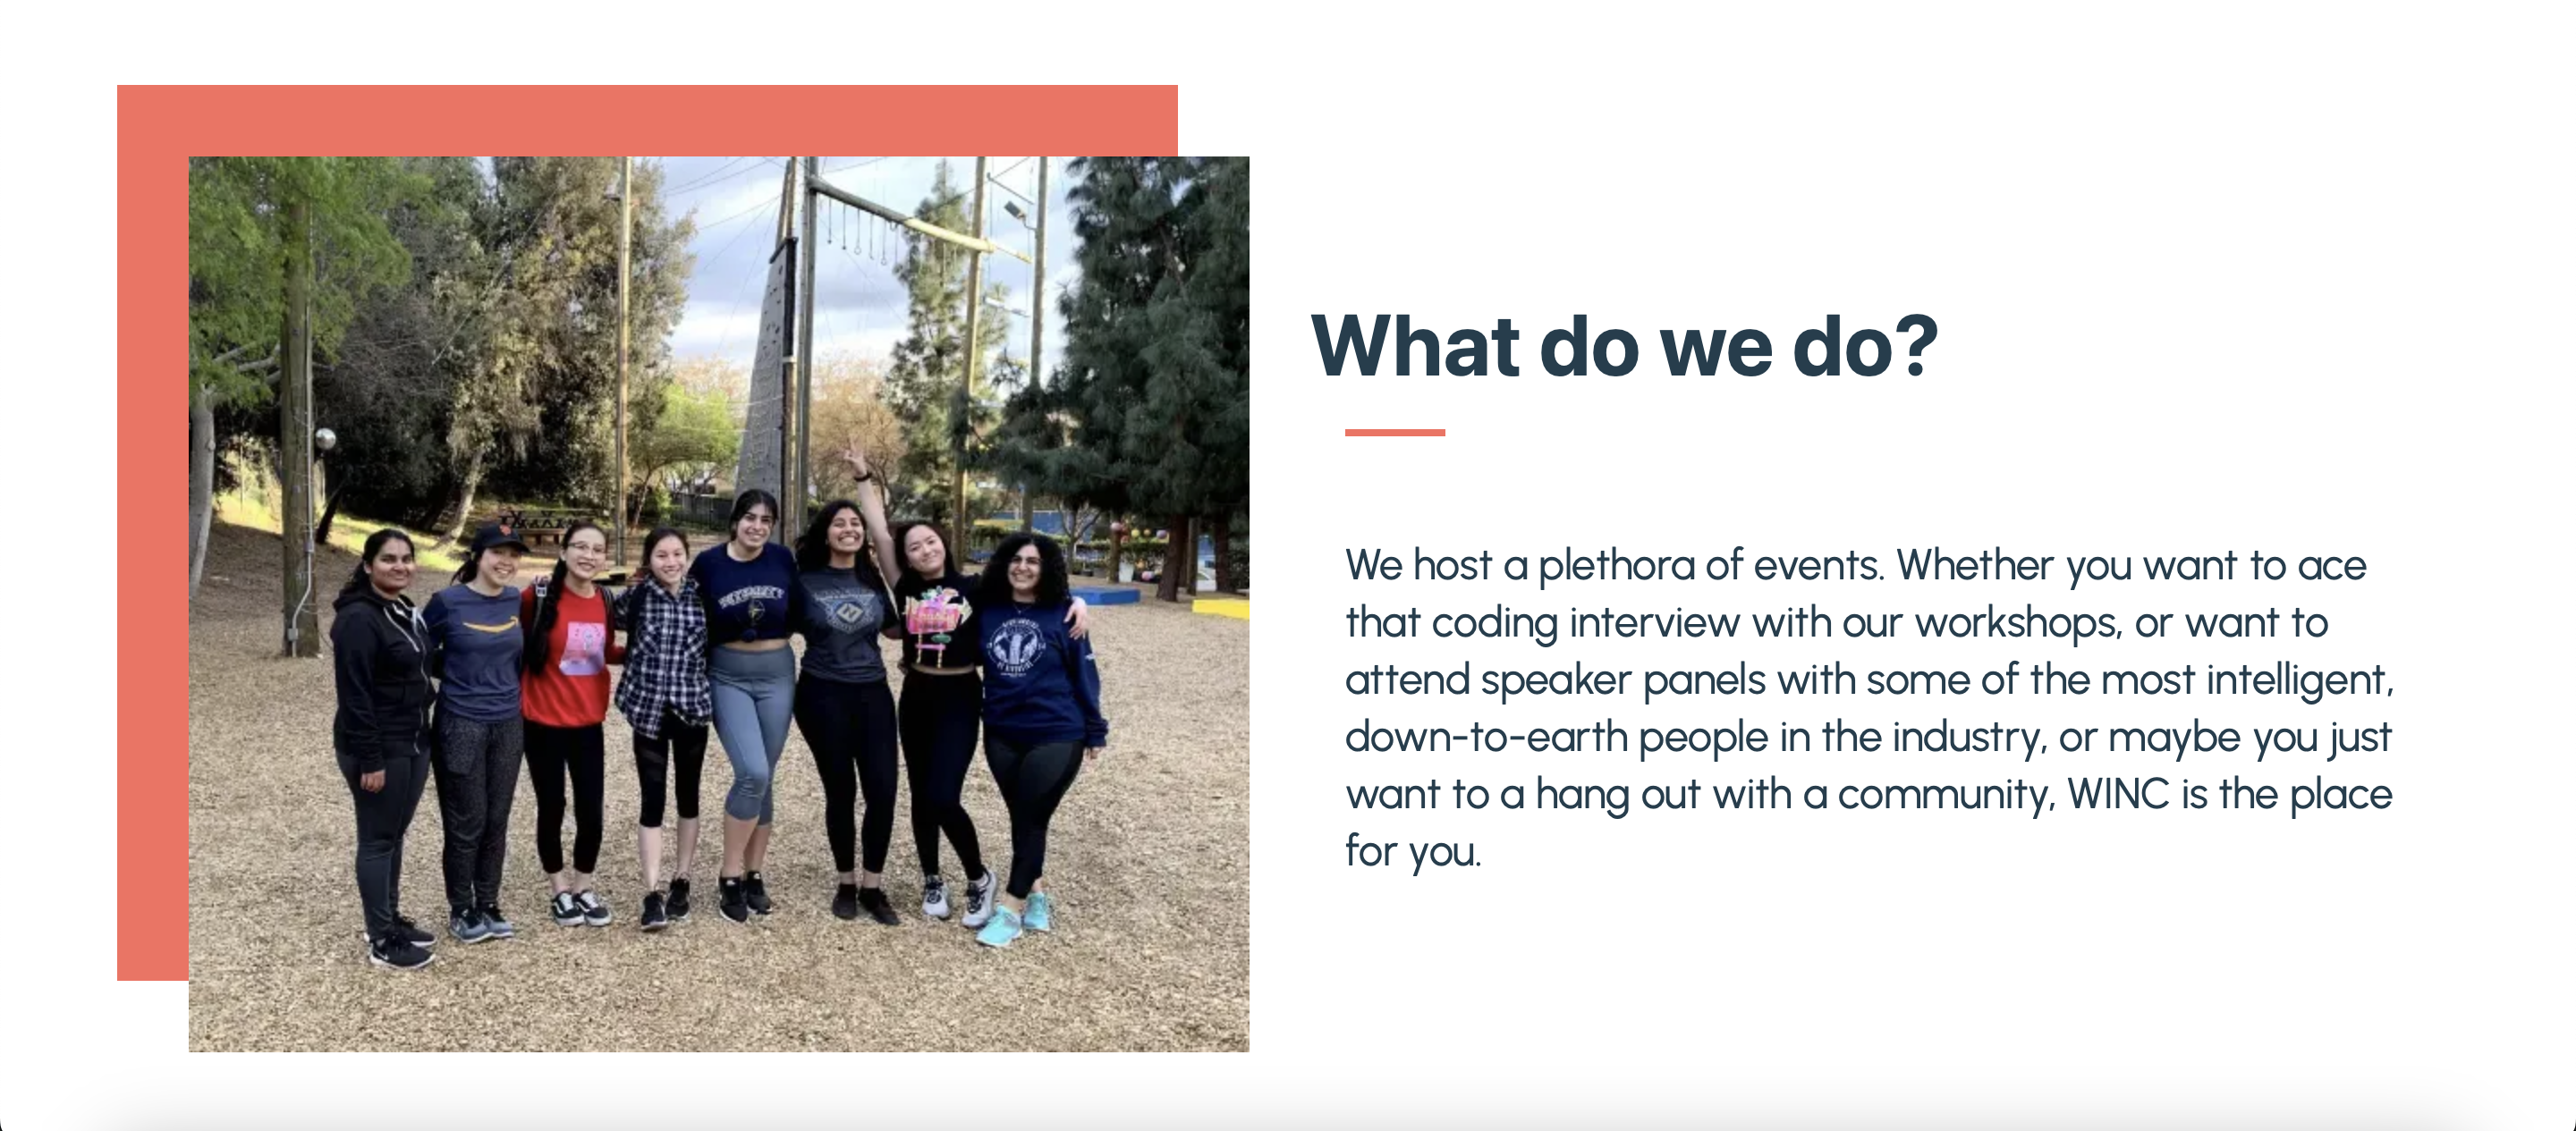 What do we do?
We host a plethora of events. Whether you want to ace
that coding interview with our workshops, or want to
attend speaker panels with some of the most intelligent,
down-to-earth people in the industry, or maybe you just
want to a hang out with a community, WINC is the place
for you.